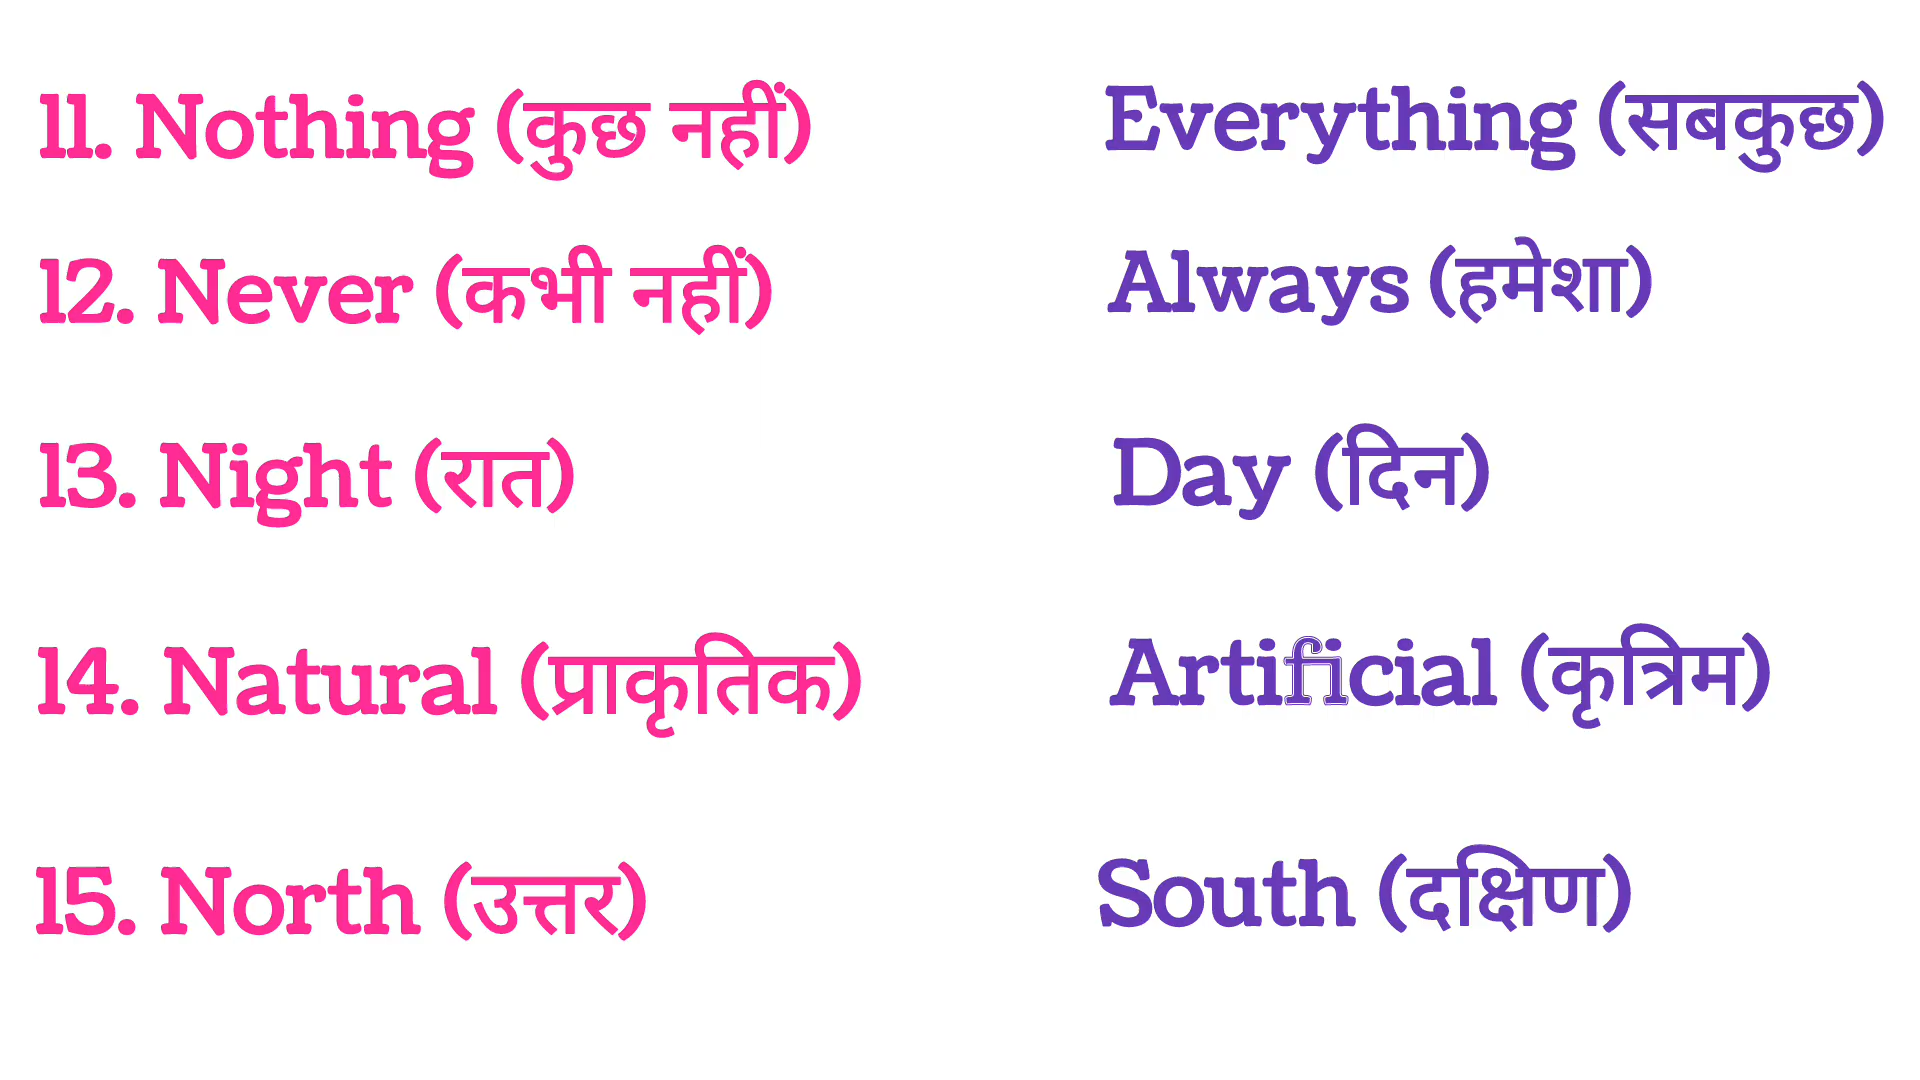 11. Nothing (कुछ नहीं) Everything (सबकुछ)
12. Never (कभी नहीं) Always (हमेशा)
13. Night (रात) Day (दिन)
14. Natural (प्राकृतिक) Artificial (कृत्रिम)
15. North (उत्तर) South (दक्षिण)